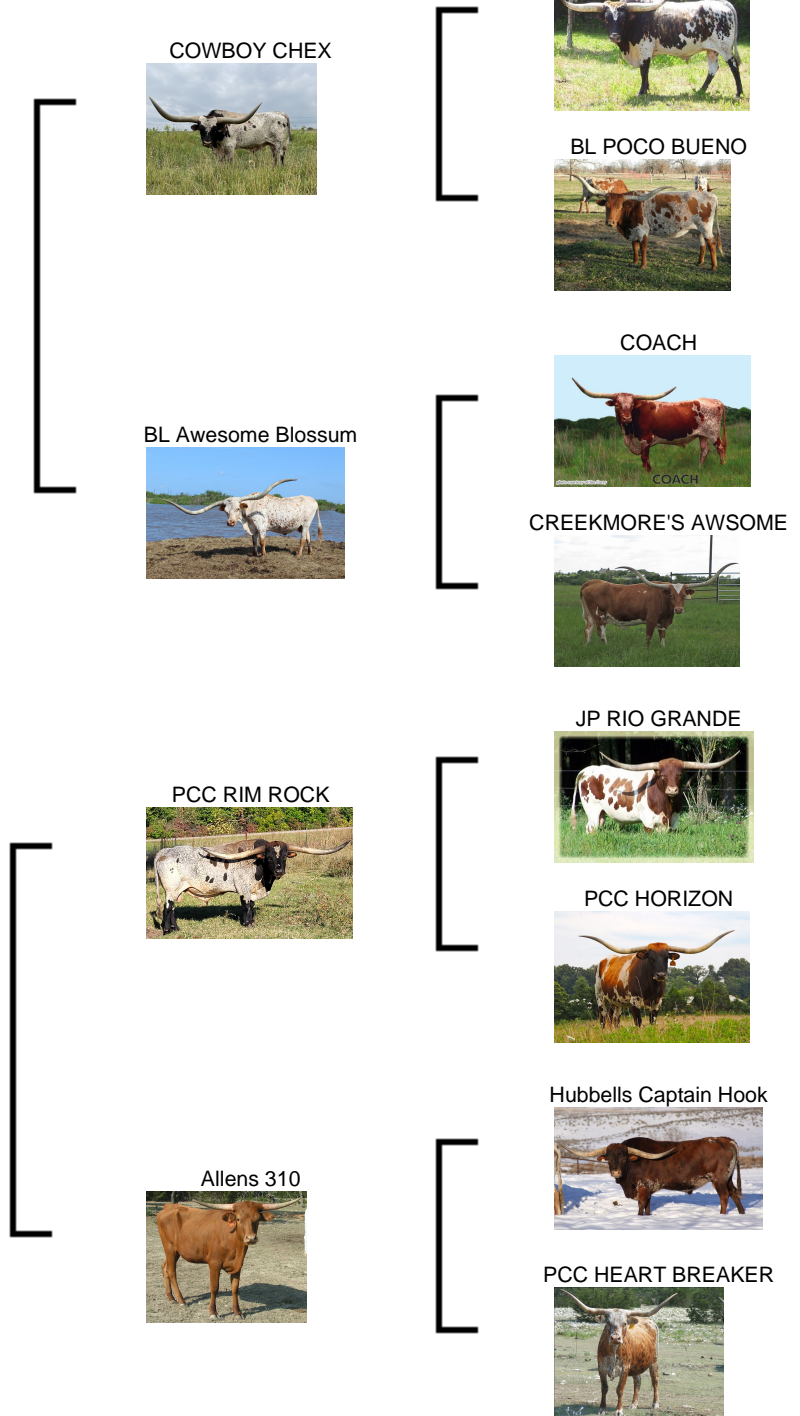 COWBOY CHEX
BL POCO BUENO
COACH
BL Awesome Blossum
COACH
CREEKMORE'S AWSOME
JP RIO GRANDE
PCC RIM ROCK
PCC HORIZON
Hubbells Captain Hook
Allens 310
PCC HEART BREAKER